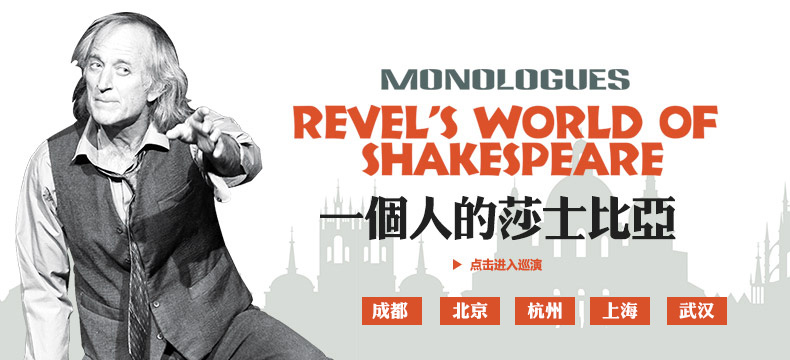 MONOLOGUES
REVEL'S WORLD OF
SHAKESPEARE
一個人的莎士比亞
▶ 点击进入巡演
成都 北京 杭州 上海 武汉